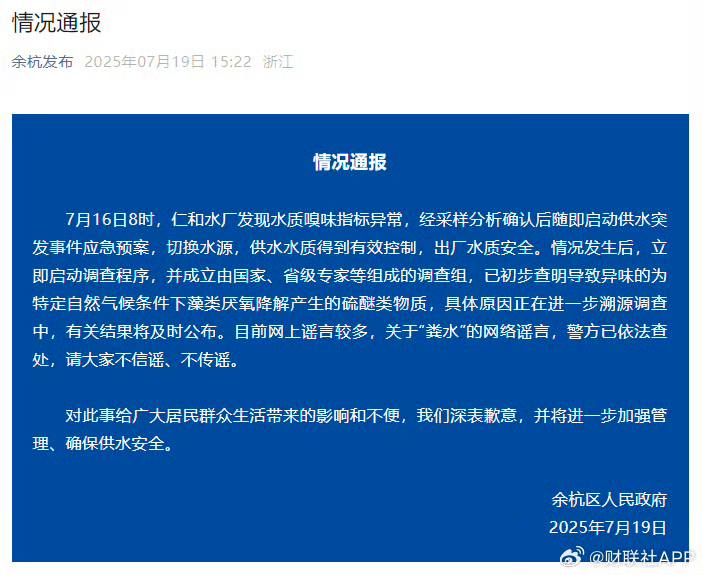 情况通报
余杭发布 2025年07月19日 15:22 浙江
情况通报
7月16日8时，仁和水厂发现水质嗅味指标异常，经采样分析确认后随即启动供水突
发事件应急预案，切换水源，供水水质得到有效控制，出厂水质安全。情况发生后，立
即启动调查程序，并成立由国家、省级专家等组成的调查组，已初步查明导致异味的为
特定自然气候条件下藻类厌氧降解产生的硫醚类物质，具体原因正在进一步溯源调查
中，有关结果将及时公布。目前网上谣言较多，关于“粪水”的网络谣言，警方已依法查
处，请大家不信谣、不传谣。
对此事给广大居民群众生活带来的影响和不便，我们深表歉意，并将进一步加强管
理、确保供水安全。
余杭区人民政府
2025年7月19日
@财联社APP